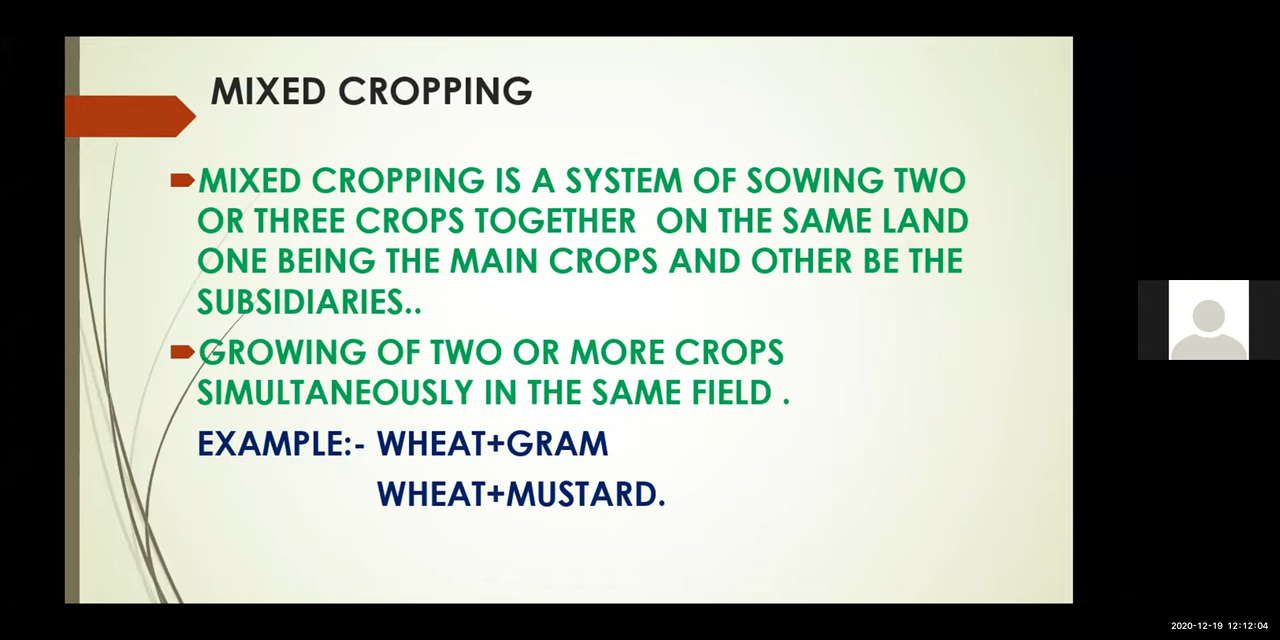 MIXED CROPPING
MIXED CROPPING IS A SYSTEM OF SOWING TWO
OR THREE CROPS TOGETHER ON THE SAME LAND
ONE BEING THE MAIN CROPS AND OTHER BE THE
SUBSIDIARIES..
GROWING OF TWO OR MORE CROPS
SIMULTANEOUSLY IN THE SAME FIELD .
EXAMPLE:- WHEAT+GRAM
WHEAT+MUSTARD.
2020-12-19 12:12:04